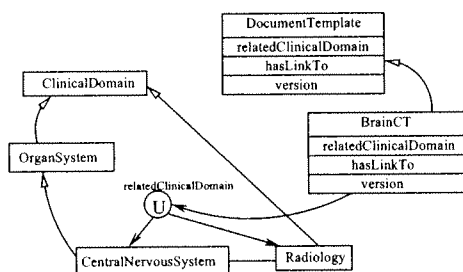 DocumentTemplate
relatedClinicalDomain
hasLinkTo
version
ClinicalDomain
BrainCT
relatedClinicalDomain
hasLinkTo
version
OrganSystem
relatedClinicalDomain
U
CentralNervousSystem
Radiology